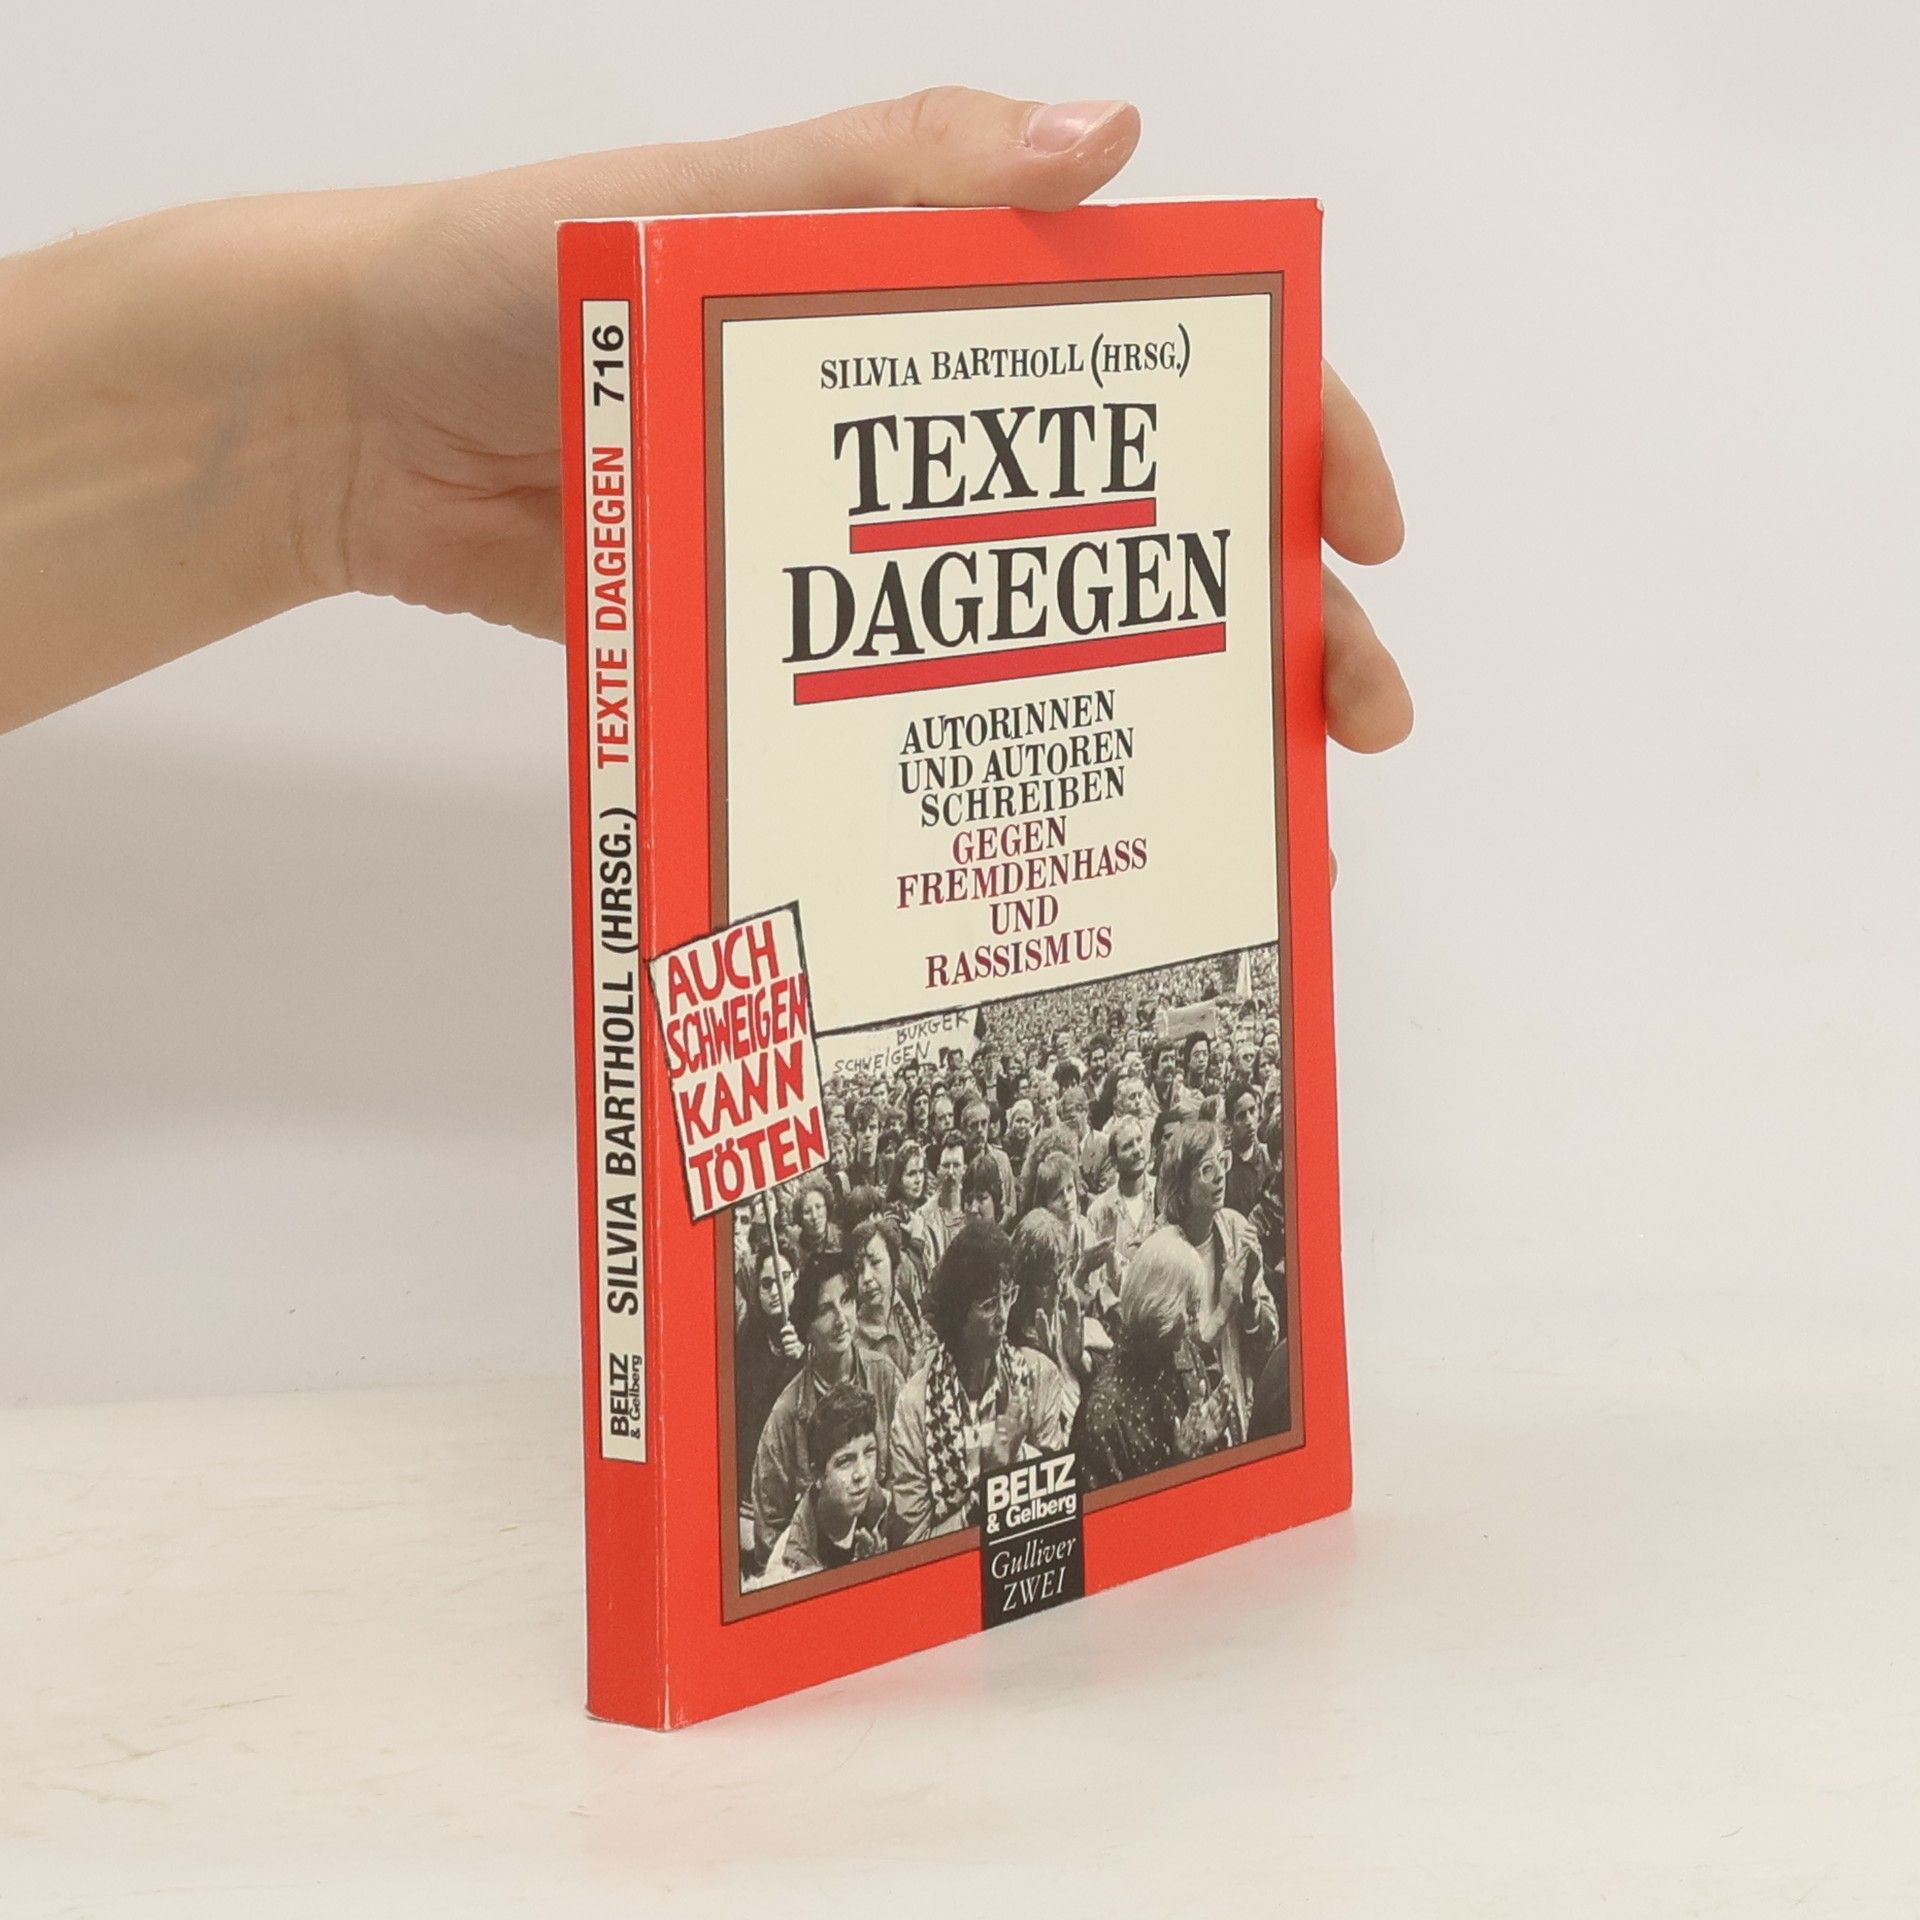 SILVIA BARTHOLL (HRSG.)
TEXTE
DAGEGEN
AUTORINNEN
UND AUTOREN
SCHREIBEN
GEGEN
FREMDENHASS
UND
RASSISMUS
AUCH
SCHWEIGEN
KANN
TÖTEN
BÜRGER
SCHWEIGEN
BELTZ
& Gelberg
Gulliver
ZWEI
BELTZ
& Gelberg
SILVIA BARTHOLL (HRSG.) TEXTE DAGEGEN 716